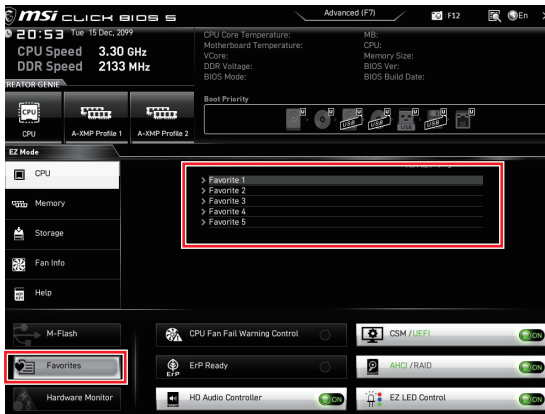 msi CLICK BIOS 5
Advanced (F7)
F12
En
20:53 Tue 15 Dec, 2099
CPU Speed 3.30 GHz
DDR Speed 2133 MHz
CPU Core Temperature:
Motherboard Temperature:
VCore:
DDR Voltage:
BIOS Mode:
MB:
CPU:
Memory Size:
BIOS Ver:
BIOS Build Date:
CREATOR GENIE
CPU
CPU
A-XMP Profile 1
A-XMP Profile 2
Boot Priority
U
U
USB
U
USB
U
USB
U
USB
U
U
EZ Mode
CPU
Memory
Storage
Fan Info
Help
> Favorite 1
> Favorite 2
> Favorite 3
> Favorite 4
> Favorite 5
M-Flash
Favorites
Hardware Monitor
CPU Fan Fail Warning Control
ErP
ErP Ready
HD Audio Controller
ON
CSM /UEFI
ON
AHCI /RAID
ON
EZ LED Control
ON